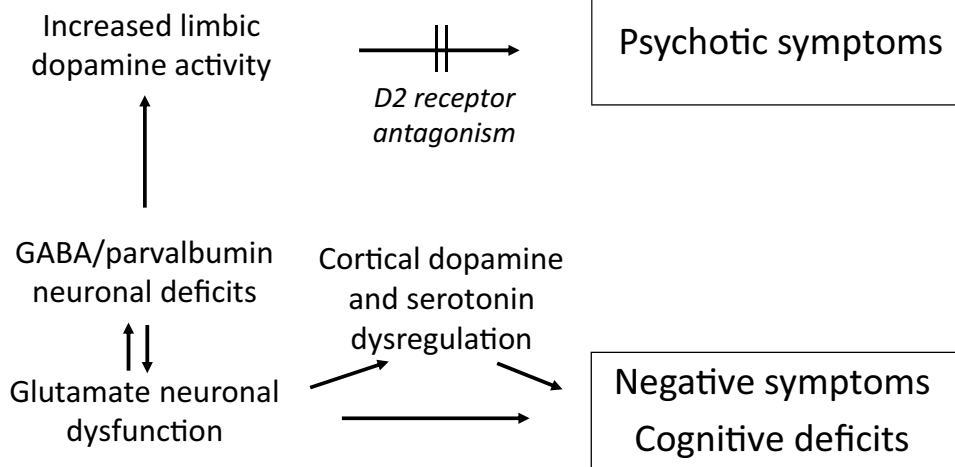 Increased limbic
dopamine activity
D2 receptor
antagonism
Psychotic symptoms
GABA/parvalbumin
neuronal deficits
Cortical dopamine
and serotonin
dysregulation
Glutamate neuronal
dysfunction
Negative symptoms
Cognitive deficits